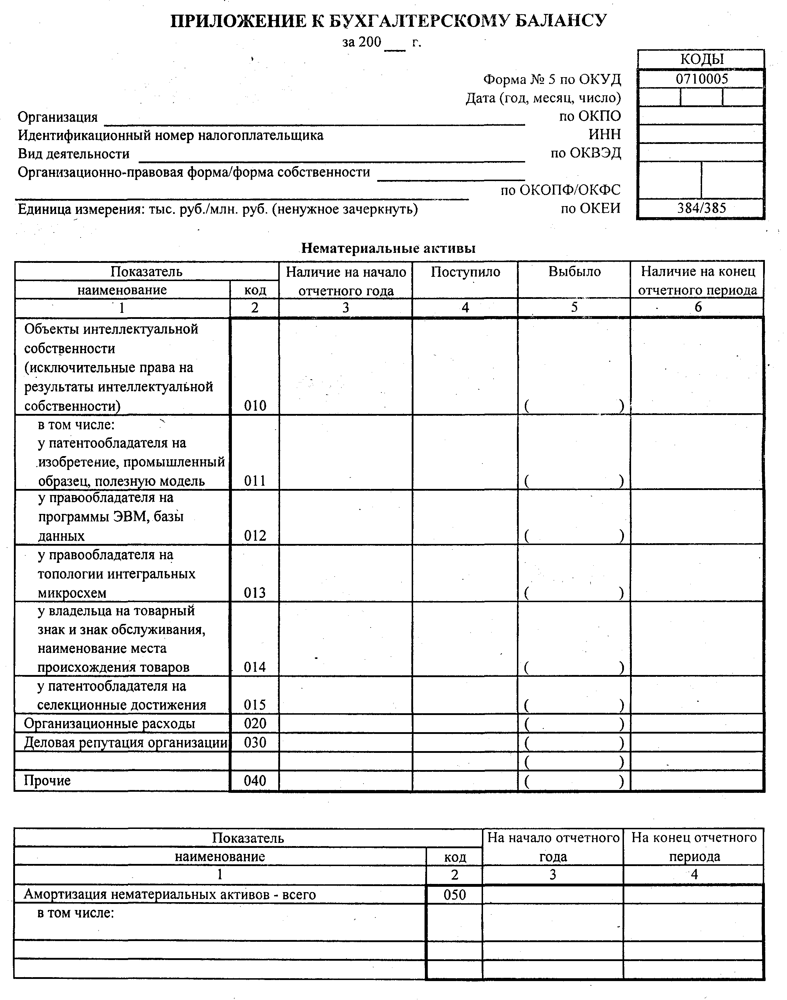 ПРИЛОЖЕНИЕ К БУХГАЛТЕРСКОМУ БАЛАНСУ
за 200 ___ г.
КОДЫ
Форма № 5 по ОКУД 0710005
Дата (год, месяц, число)
Организация по ОКПО
Идентификационный номер налогоплательщика ИНН
Вид деятельности по ОКВЭД
Организационно-правовая форма/форма собственности
по ОКОПФ/ОКФС
Единица измерения: тыс. руб./млн. руб. (ненужное зачеркнуть) по ОКЕИ 384/385
Нематериальные активы
Показатель Наличие на начало Поступило Выбыло Наличие на конец
наименование код отчетного года отчетного периода
1 2 3 4 5 6
Объекты интеллектуальной
собственности
(исключительные права на
результаты интеллектуальной
собственности) 010 ( )
в том числе:
у патентообладателя на
изобретение, промышленный
образец, полезную модель 011 ( )
у правообладателя на
программы ЭВМ, базы
данных 012 ( )
у правообладателя на
топологии интегральных
микросхем 013 ( )
у владельца на товарный
знак и знак обслуживания,
наименование места
происхождения товаров 014 ( )
у патентообладателя на
селекционные достижения 015 ( )
Организационные расходы 020 ( )
Деловая репутация организации 030 ( )
( )
Прочие 040 ( )
Показатель На начало отчетного На конец отчетного
наименование код года периода
1 2 3 4
Амортизация нематериальных активов - всего 050
в том числе: